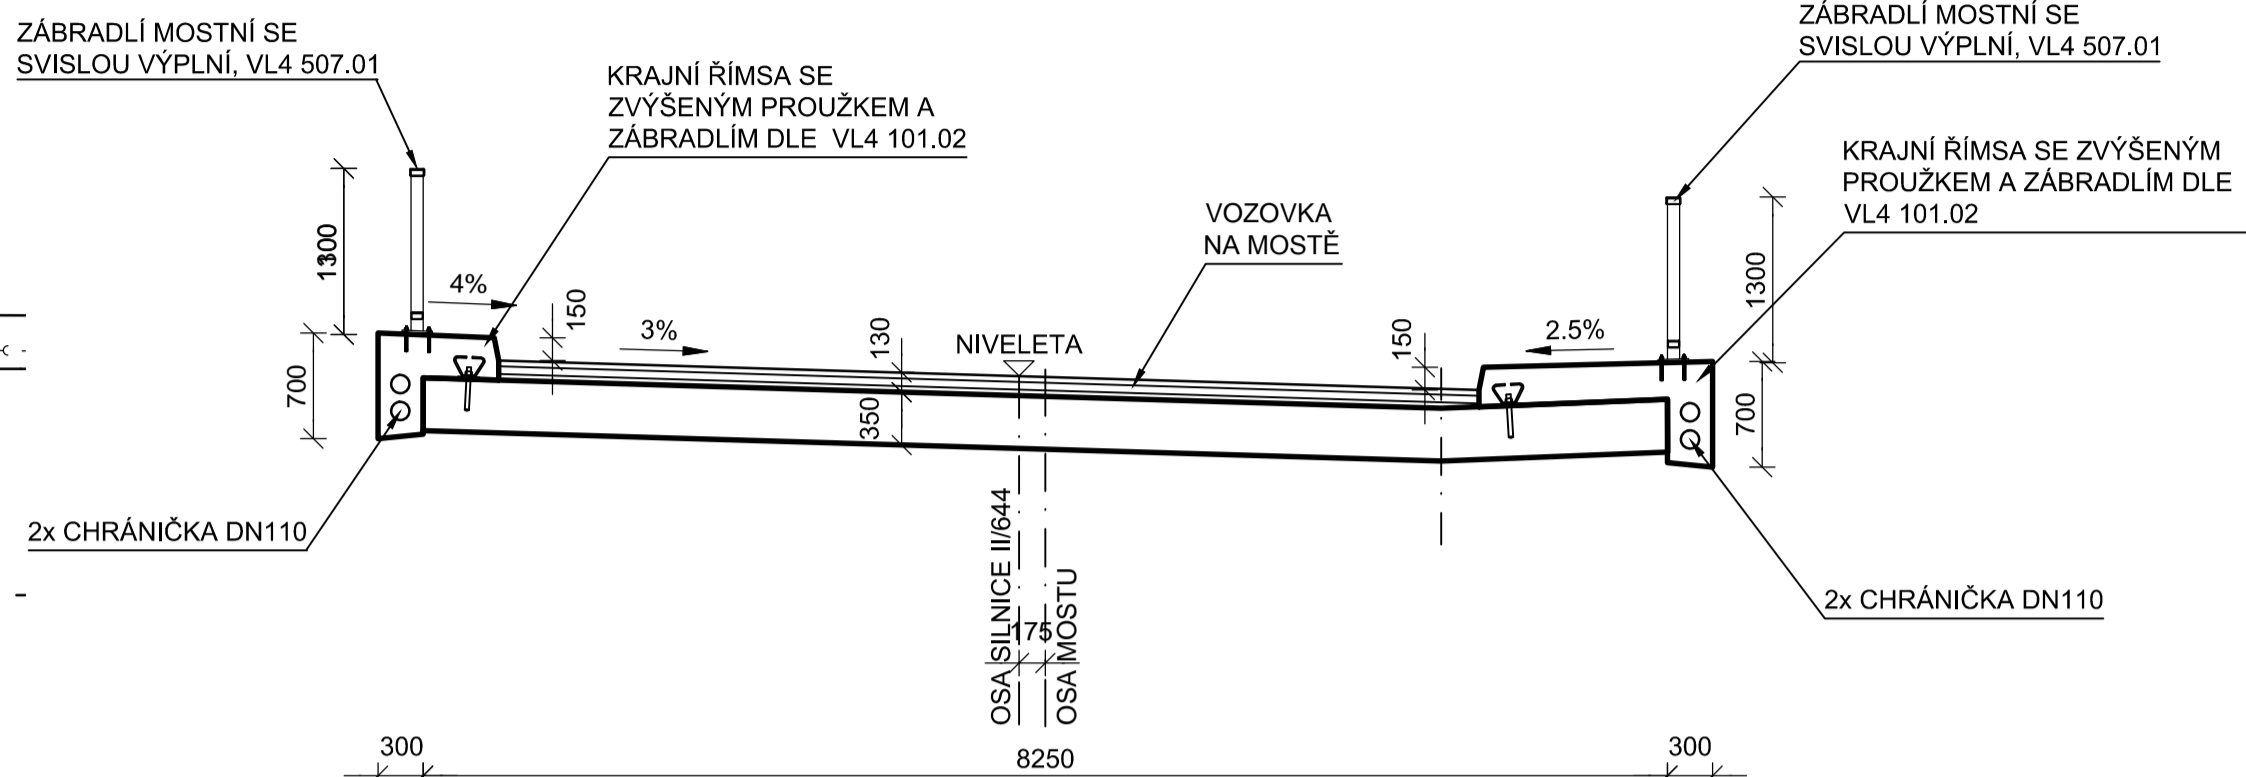 ZÁBRADLÍ MOSTNÍ SE
SVISLOU VÝPLNÍ, VL4 507.01
KRAJNÍ ŘÍMSA SE
ZVÝŠENÝM PROUŽKEM A
ZÁBRADLÍM DLE VL4 101.02
VOZOVKA
NA MOSTĚ
ZÁBRADLÍ MOSTNÍ SE
SVISLOU VÝPLNÍ, VL4 507.01
KRAJNÍ ŘÍMSA SE ZVÝŠENÝM
PROUŽKEM A ZÁBRADLÍM DLE
VL4 101.02
4%
150
3%
130
NIVELETA
150
2.5%
1300
700
350
700
2x CHRÁNIČKA DN110
OSA SILNICE II/644
175
OSA MOSTU
2x CHRÁNIČKA DN110
300
8250
300